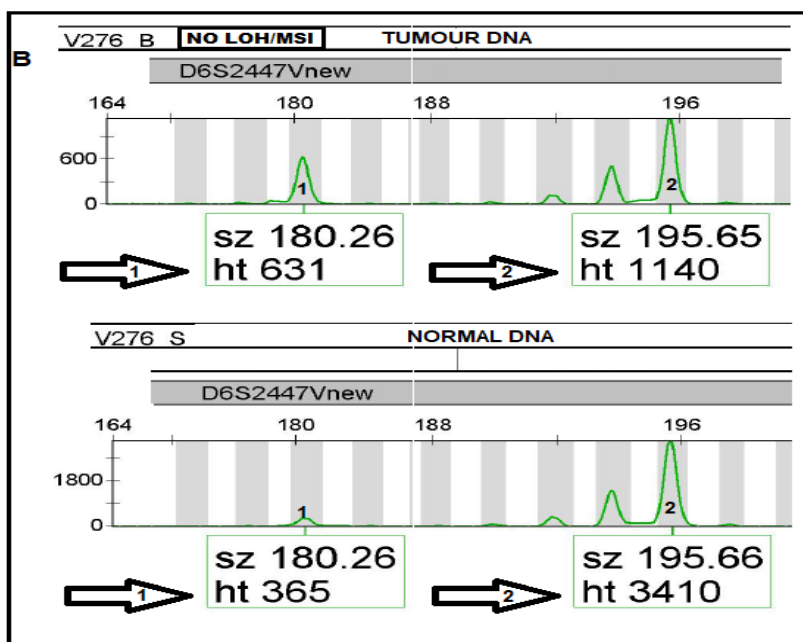 B
V276 B NO LOH/MSI TUMOUR DNA
D6S2447Vnew
164 180 188 196
600
0
1 2
sz 180.26 sz 195.65
ht 631 ht 1140
1 2
V276 S NORMAL DNA
D6S2447Vnew
164 180 188 196
1800
0
1 2
sz 180.26 sz 195.66
ht 365 ht 3410
1 2